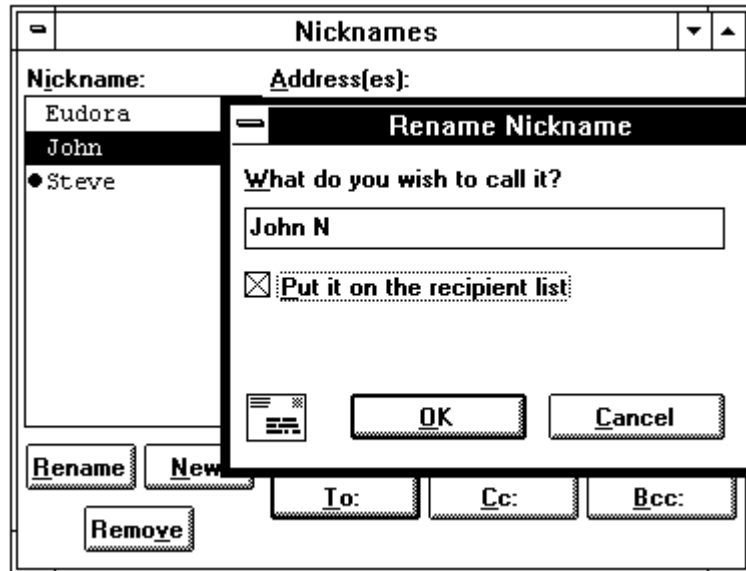 Nicknames
Nickname: Address(es):
Eudora
John
Steve
Rename Nickname
What do you wish to call it?
John N
Put it on the recipient list
OK Cancel
Rename New
To: Cc: Bcc:
Remove